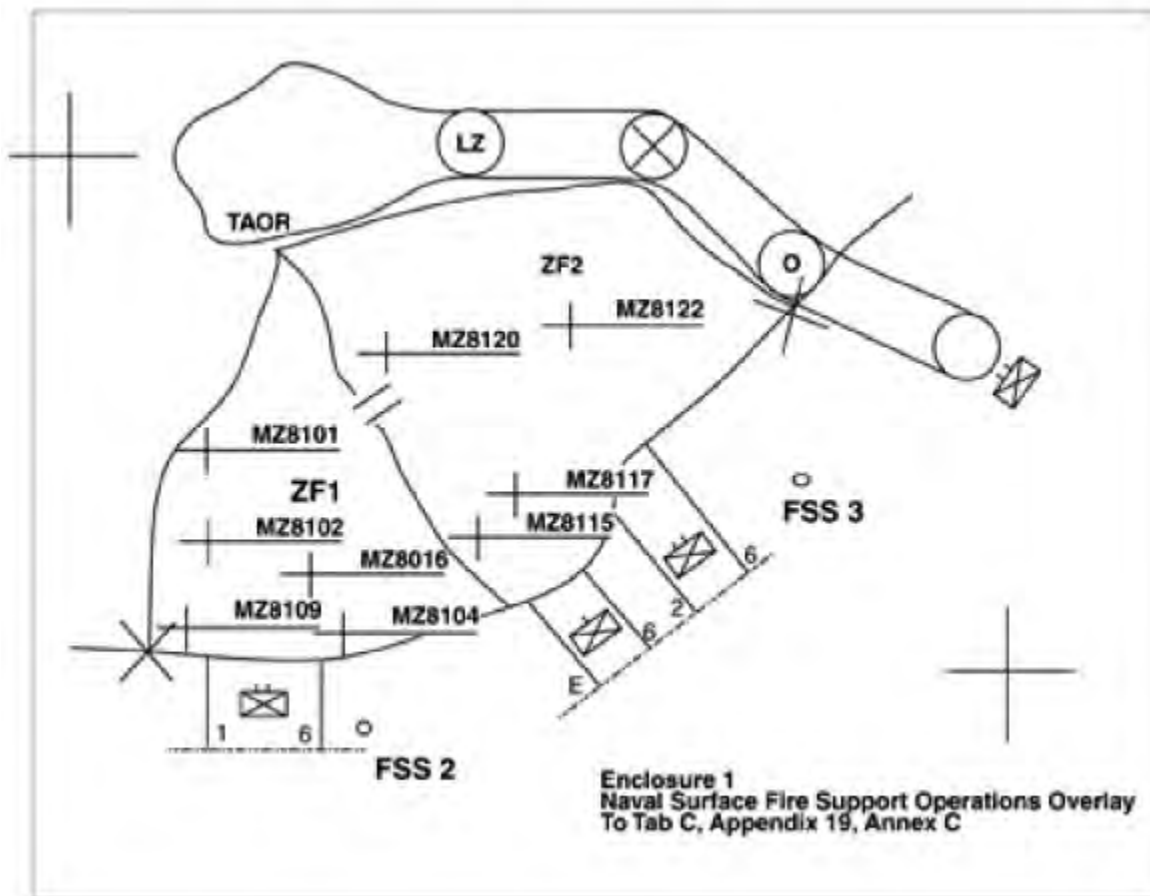 LZ
TAOR
O
ZF2
MZ8122
MZ8120
MZ8101
ZF1
MZ8117
FSS 3
MZ8102
MZ8115
MZ8016
6
MZ8109
MZ8104
2
6
E
1
6
FSS 2
Enclosure 1
Naval Surface Fire Support Operations Overlay
To Tab C, Appendix 19, Annex C